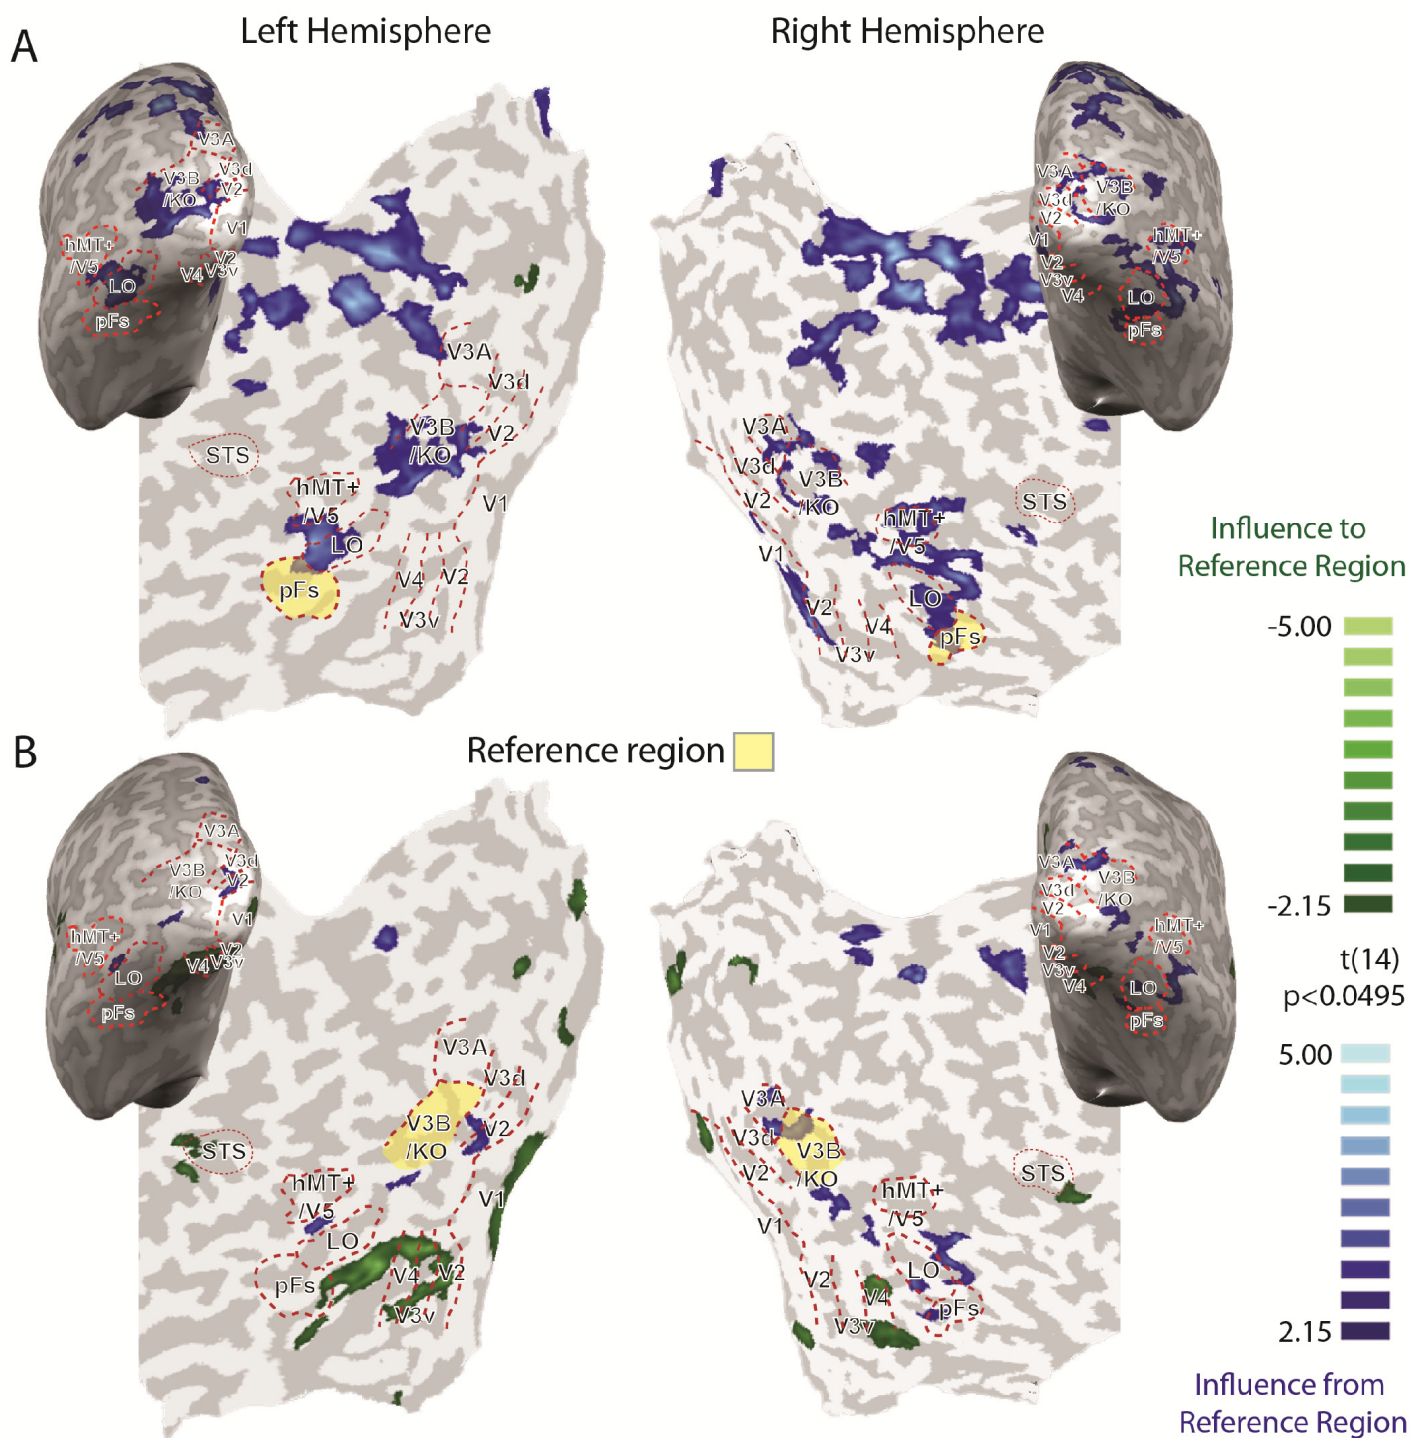 A
Left Hemisphere
Right Hemisphere
V3A
V3d
V3B
/KO
V2
V1
hMT+
/V5
V2
V3v
V4
LO
pFs
V3A
V3B
/KO
V3d
V2
V1
hMT+
/V5
V2
V3v
V4
LO
pFs
V3A
V3d
V3B
/KO
V2
STS
hMT+
/V5
V1
LO
pFs
V4
V2
V3v
V3A
V3d
V3B
/KO
V2
STS
hMT+
/V5
V1
LO
V2
V4
pFs
V3v
Influence to
Reference Region
-5.00
-2.15
t(14)
p<0.0495
5.00
2.15
Influence from
Reference Region
B
Reference region
V3A
V3d
V3B
/KO
V2
V1
hMT+
/V5
V2
V3v
V4
LO
pFs
V3A
V3B
/KO
V3d
V2
V1
hMT+
/V5
V2
V3v
V4
LO
pFs
V3A
V3d
V3B
/KO
V2
STS
hMT+
/V5
V1
LO
pFs
V4
V2
V3v
V3A
V3d
V3B
/KO
V2
STS
hMT+
/V5
V1
LO
V2
V4
pFs
V3v